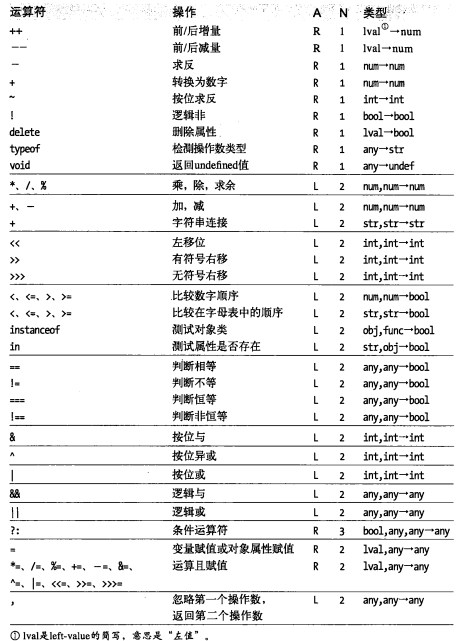 运算符 操作 A N 类型
++ 前/后增量 R 1 lval①→num
-- 前/后减量 R 1 lval→num
- 求反 R 1 num→num
+ 转换为数字 R 1 num→num
~ 按位求反 R 1 int→int
! 逻辑非 R 1 bool→bool
delete 删除属性 R 1 lval→bool
typeof 检测操作数类型 R 1 any→str
void 返回undefined值 R 1 any→undef
*、/、% 乘，除，求余 L 2 num,num→num
+、- 加，减 L 2 num,num→num
+ 字符串连接 L 2 str,str→str
<< 左移位 L 2 int,int→int
>> 有符号右移 L 2 int,int→int
>>> 无符号右移 L 2 int,int→int
<、<=、>、>= 比较数字顺序 L 2 num,num→bool
<、<=、>、>= 比较在字母表中的顺序 L 2 str,str→bool
instanceof 测试对象类 L 2 obj,func→bool
in 测试属性是否存在 L 2 str,obj→bool
== 判断相等 L 2 any,any→bool
!= 判断不等 L 2 any,any→bool
=== 判断恒等 L 2 any,any→bool
!== 判断非恒等 L 2 any,any→bool
& 按位与 L 2 int,int→int
^ 按位异或 L 2 int,int→int
| 按位或 L 2 int,int→int
&& 逻辑与 L 2 any,any→any
|| 逻辑或 L 2 any,any→any
?: 条件运算符 R 3 bool,any,any→any
= 变量赋值或对象属性赋值 R 2 lval,any→any
*=、/=、%=、+=、-=、&=、 运算且赋值 R 2 lval,any→any
^=、|=、<<=、>>=、>>>=
, 忽略第一个操作数， L 2 any,any→any
返回第二个操作数
① lval是left-value的简写，意思是“左值”。